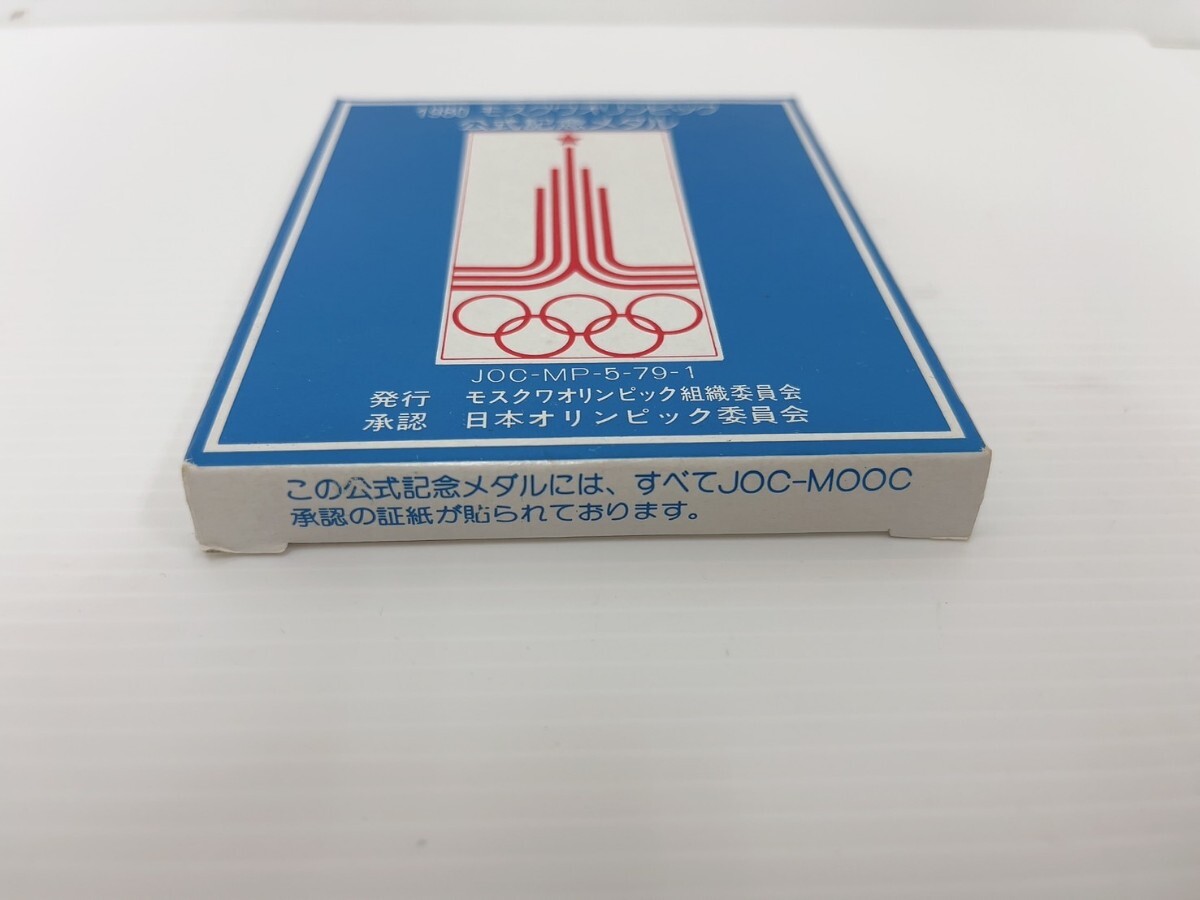 1980 モスクワオリンピック
公式記念メダル
JOC-MP-5-79-1
発行 モスクワオリンピック組織委員会
承認 日本オリンピック委員会
この公式記念メダルには、すべてJOC-MOOC
承認の証紙が貼られております。